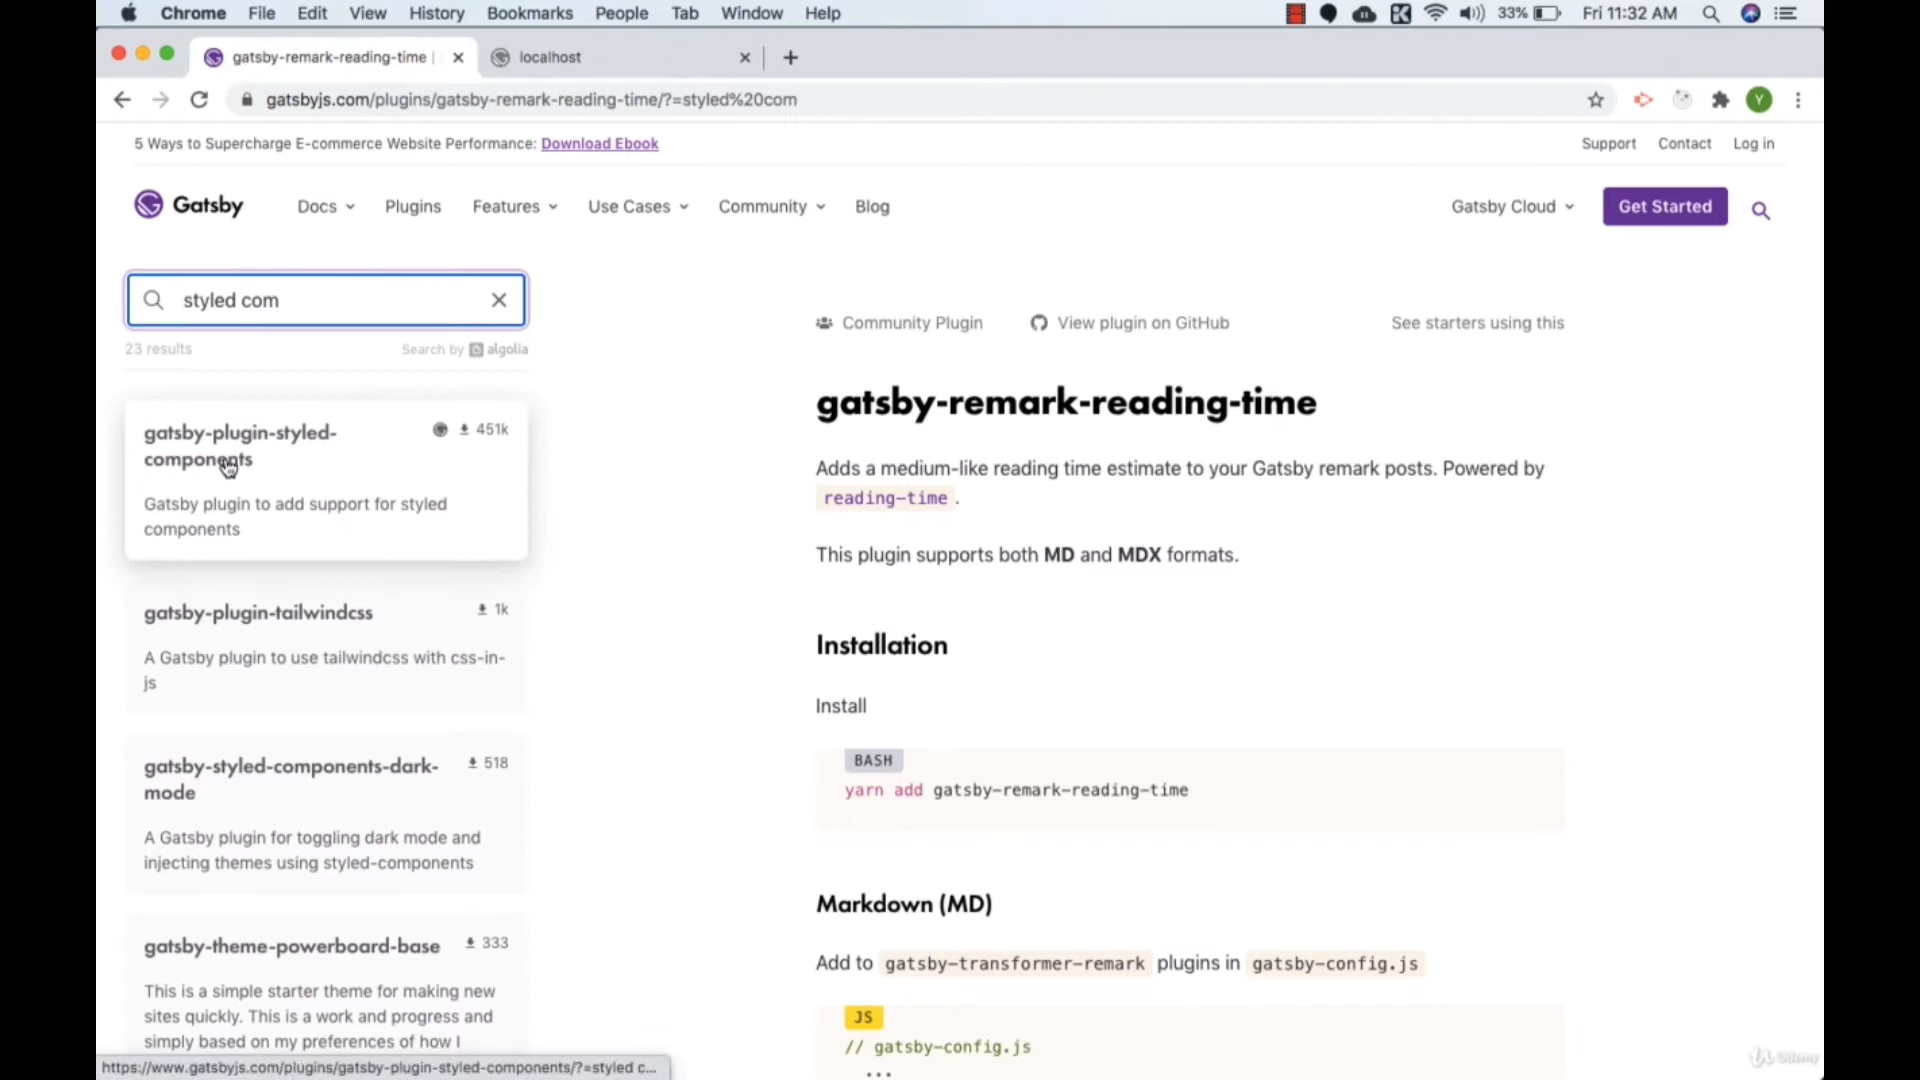 Chrome File Edit View History Bookmarks People Tab Window Help 33% Fri 11:32 AM
gatsby-remark-reading-time | localhost
gatsbyjs.com/plugins/gatsby-remark-reading-time/?=styled%20com Y
5 Ways to Supercharge E-commerce Website Performance: Download Ebook Support Contact Log in
Gatsby Docs Plugins Features Use Cases Community Blog Gatsby Cloud Get Started
styled com
23 results Search by algolia
gatsby-plugin-styled-components 451k
Gatsby plugin to add support for styled
components
gatsby-plugin-tailwindcss 1k
A Gatsby plugin to use tailwindcss with css-in-
js
gatsby-styled-components-dark-
mode 518
A Gatsby plugin for toggling dark mode and
injecting themes using styled-components
gatsby-theme-powerboard-base 333
This is a simple starter theme for making new
sites quickly. This is a work and progress and
simply based on my preferences of how I
https://www.gatsbyjs.com/plugins/gatsby-plugin-styled-components/?=styled c...
Community Plugin View plugin on GitHub See starters using this
gatsby-remark-reading-time
Adds a medium-like reading time estimate to your Gatsby remark posts. Powered by
reading-time .
This plugin supports both MD and MDX formats.
Installation
Install
BASH
yarn add gatsby-remark-reading-time
Markdown (MD)
Add to gatsby-transformer-remark plugins in gatsby-config.js
JS
// gatsby-config.js
...
Udemy